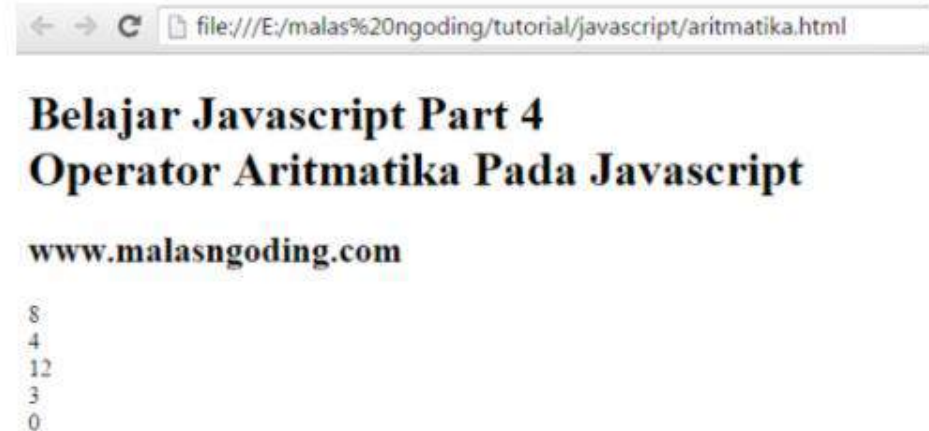 file:///E:/malas%20ngoding/tutorial/javascript/aritmatika.html
Belajar Javascript Part 4
Operator Aritmatika Pada Javascript
www.malasngoding.com
8
4
12
3
0